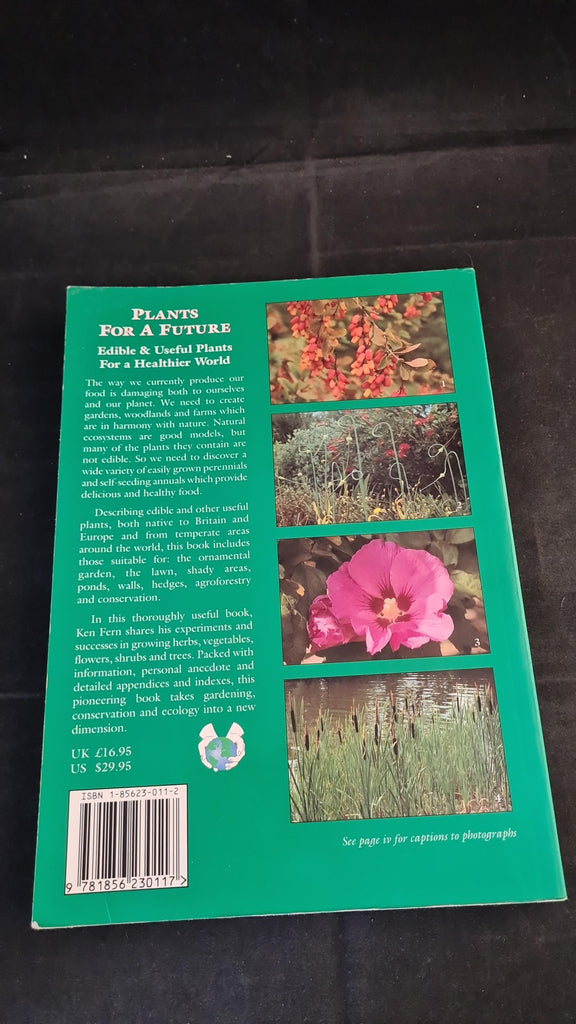 PLANTS
FOR A FUTURE
Edible & Useful Plants
For a Healthier World
The way we currently produce our
food is damaging both to ourselves
and our planet. We need to create
gardens, woodlands and farms which
are in harmony with nature. Natural
ecosystems are good models, but
many of the plants they contain are
not edible. So we need to discover a
wide variety of easily grown perennials
and self-seeding annuals which provide
delicious and healthy food.
Describing edible and other useful
plants, both native to Britain and
Europe and from temperate areas
around the world, this book includes
those suitable for: the ornamental
garden, the lawn, shady areas,
ponds, walls, hedges, agroforestry
and conservation.
In this thoroughly useful book,
Ken Fern shares his experiments and
successes in growing herbs, vegetables,
flowers, shrubs and trees. Packed with
information, personal anecdote and
detailed appendices and indexes, this
pioneering book takes gardening,
conservation and ecology into a new
dimension.
UK £16.95
US $29.95
ISBN 1-85623-011-2
9 781856 230117 >
1
2
3
4
See page iv for captions to photographs